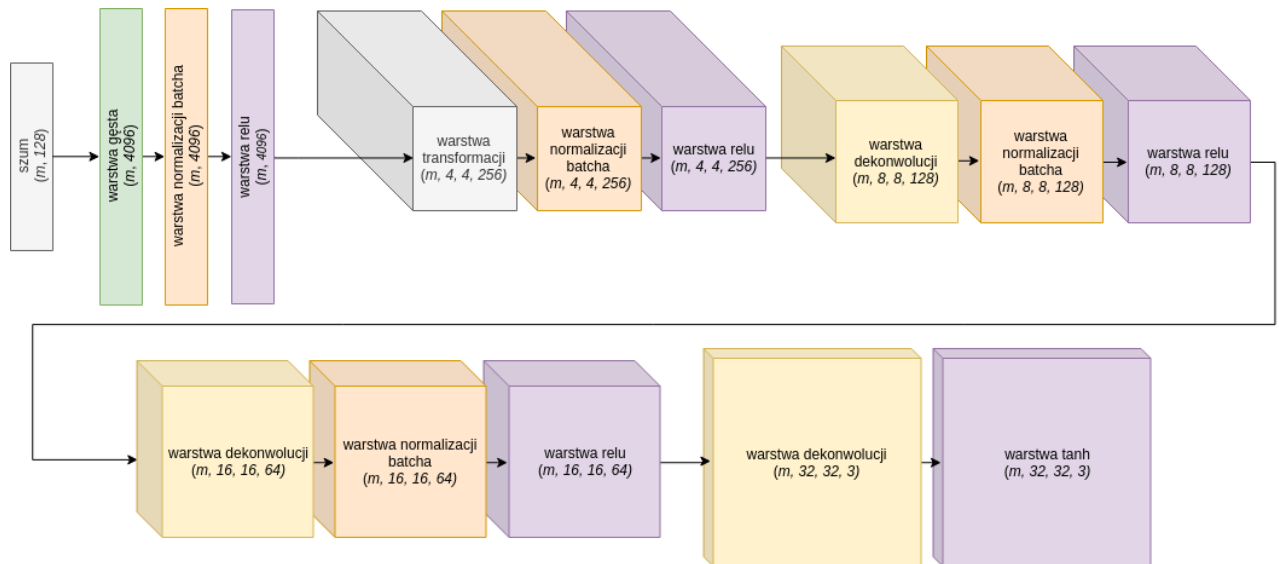 szum
(m, 128)
warstwa gęsta
(m, 4096)
warstwa normalizacji batcha
(m, 4096)
warstwa relu
(m, 4096)
warstwa
transformacji
(m, 4, 4, 256)
warstwa
normalizacji
batcha
(m, 4, 4, 256)
warstwa relu
(m, 4, 4, 256)
warstwa
dekonwolucji
(m, 8, 8, 128)
warstwa
normalizacji
batcha
(m, 8, 8, 128)
warstwa relu
(m, 8, 8, 128)
warstwa dekonwolucji
(m, 16, 16, 64)
warstwa normalizacji
batcha
(m, 16, 16, 64)
warstwa relu
(m, 16, 16, 64)
warstwa dekonwolucji
(m, 32, 32, 3)
warstwa tanh
(m, 32, 32, 3)